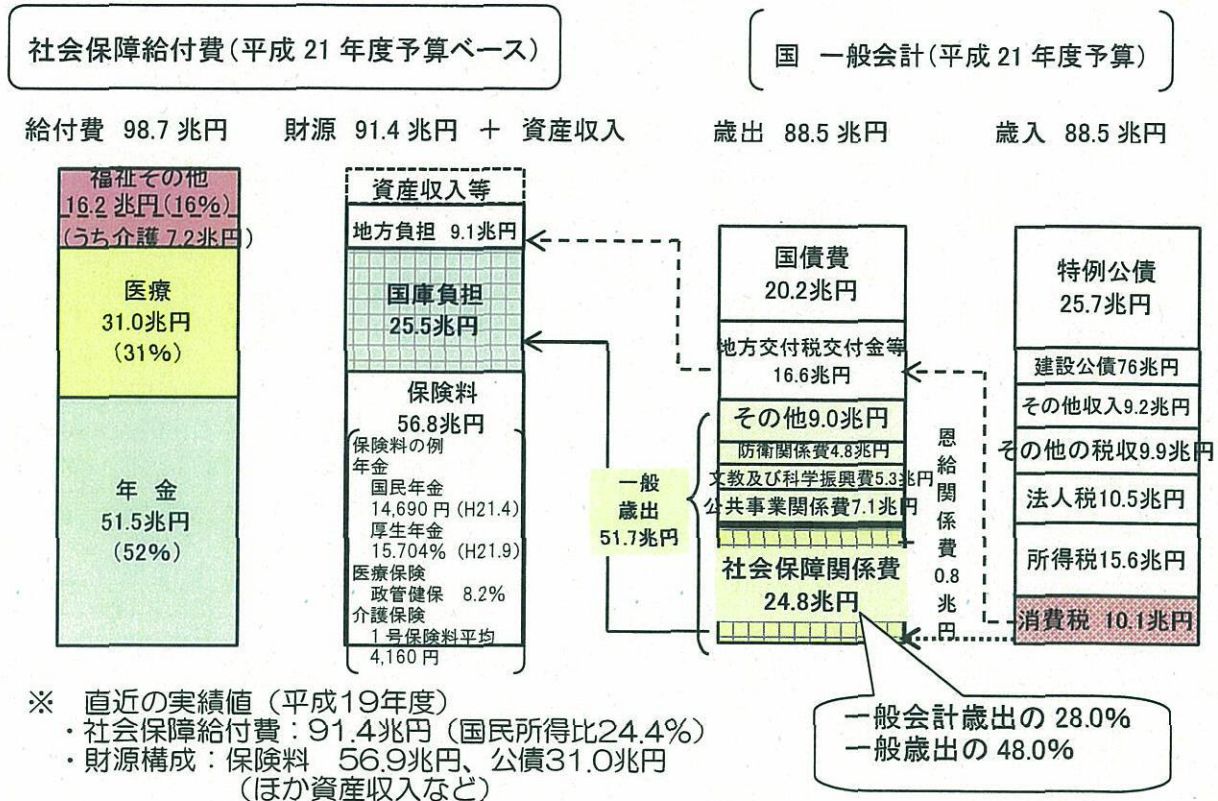 社会保障給付費(平成 21 年度予算ベース)
国 一般会計(平成 21 年度予算)
給付費 98.7 兆円
財源 91.4 兆円 + 資産収入
歳出 88.5 兆円
歳入 88.5 兆円
福祉その他
16.2 兆円(16%)
(うち介護 7.2兆円)
医療
31.0兆円
(31%)
年 金
51.5兆円
(52%)
資産収入等
地方負担 9.1兆円
国庫負担
25.5兆円
保険料
56.8兆円
保険料の例
年金
国民年金
14,690 円 (H21.4)
厚生年金
15.704% (H21.9)
医療保険
政管健保 8.2%
介護保険
1 号保険料平均
4,160 円
一般
歳出
51.7兆円
国債費
20.2兆円
地方交付税交付金等
16.6兆円
その他9.0兆円
防衛関係費4.8兆円
文教及び科学振興費5.3兆円
公共事業関係費7.1兆円
社会保障関係費
24.8兆円
恩給関係費0.8兆円
特例公債
25.7兆円
建設公債76兆円
その他収入9.2兆円
その他の税収9.9兆円
法人税10.5兆円
所得税15.6兆円
消費税 10.1兆円
一般会計歳出の 28.0%
一般歳出の 48.0%
※ 直近の実績値(平成19年度)
・社会保障給付費:91.4兆円(国民所得比24.4%)
・財源構成:保険料 56.9兆円、公債31.0兆円
(ほか資産収入など)